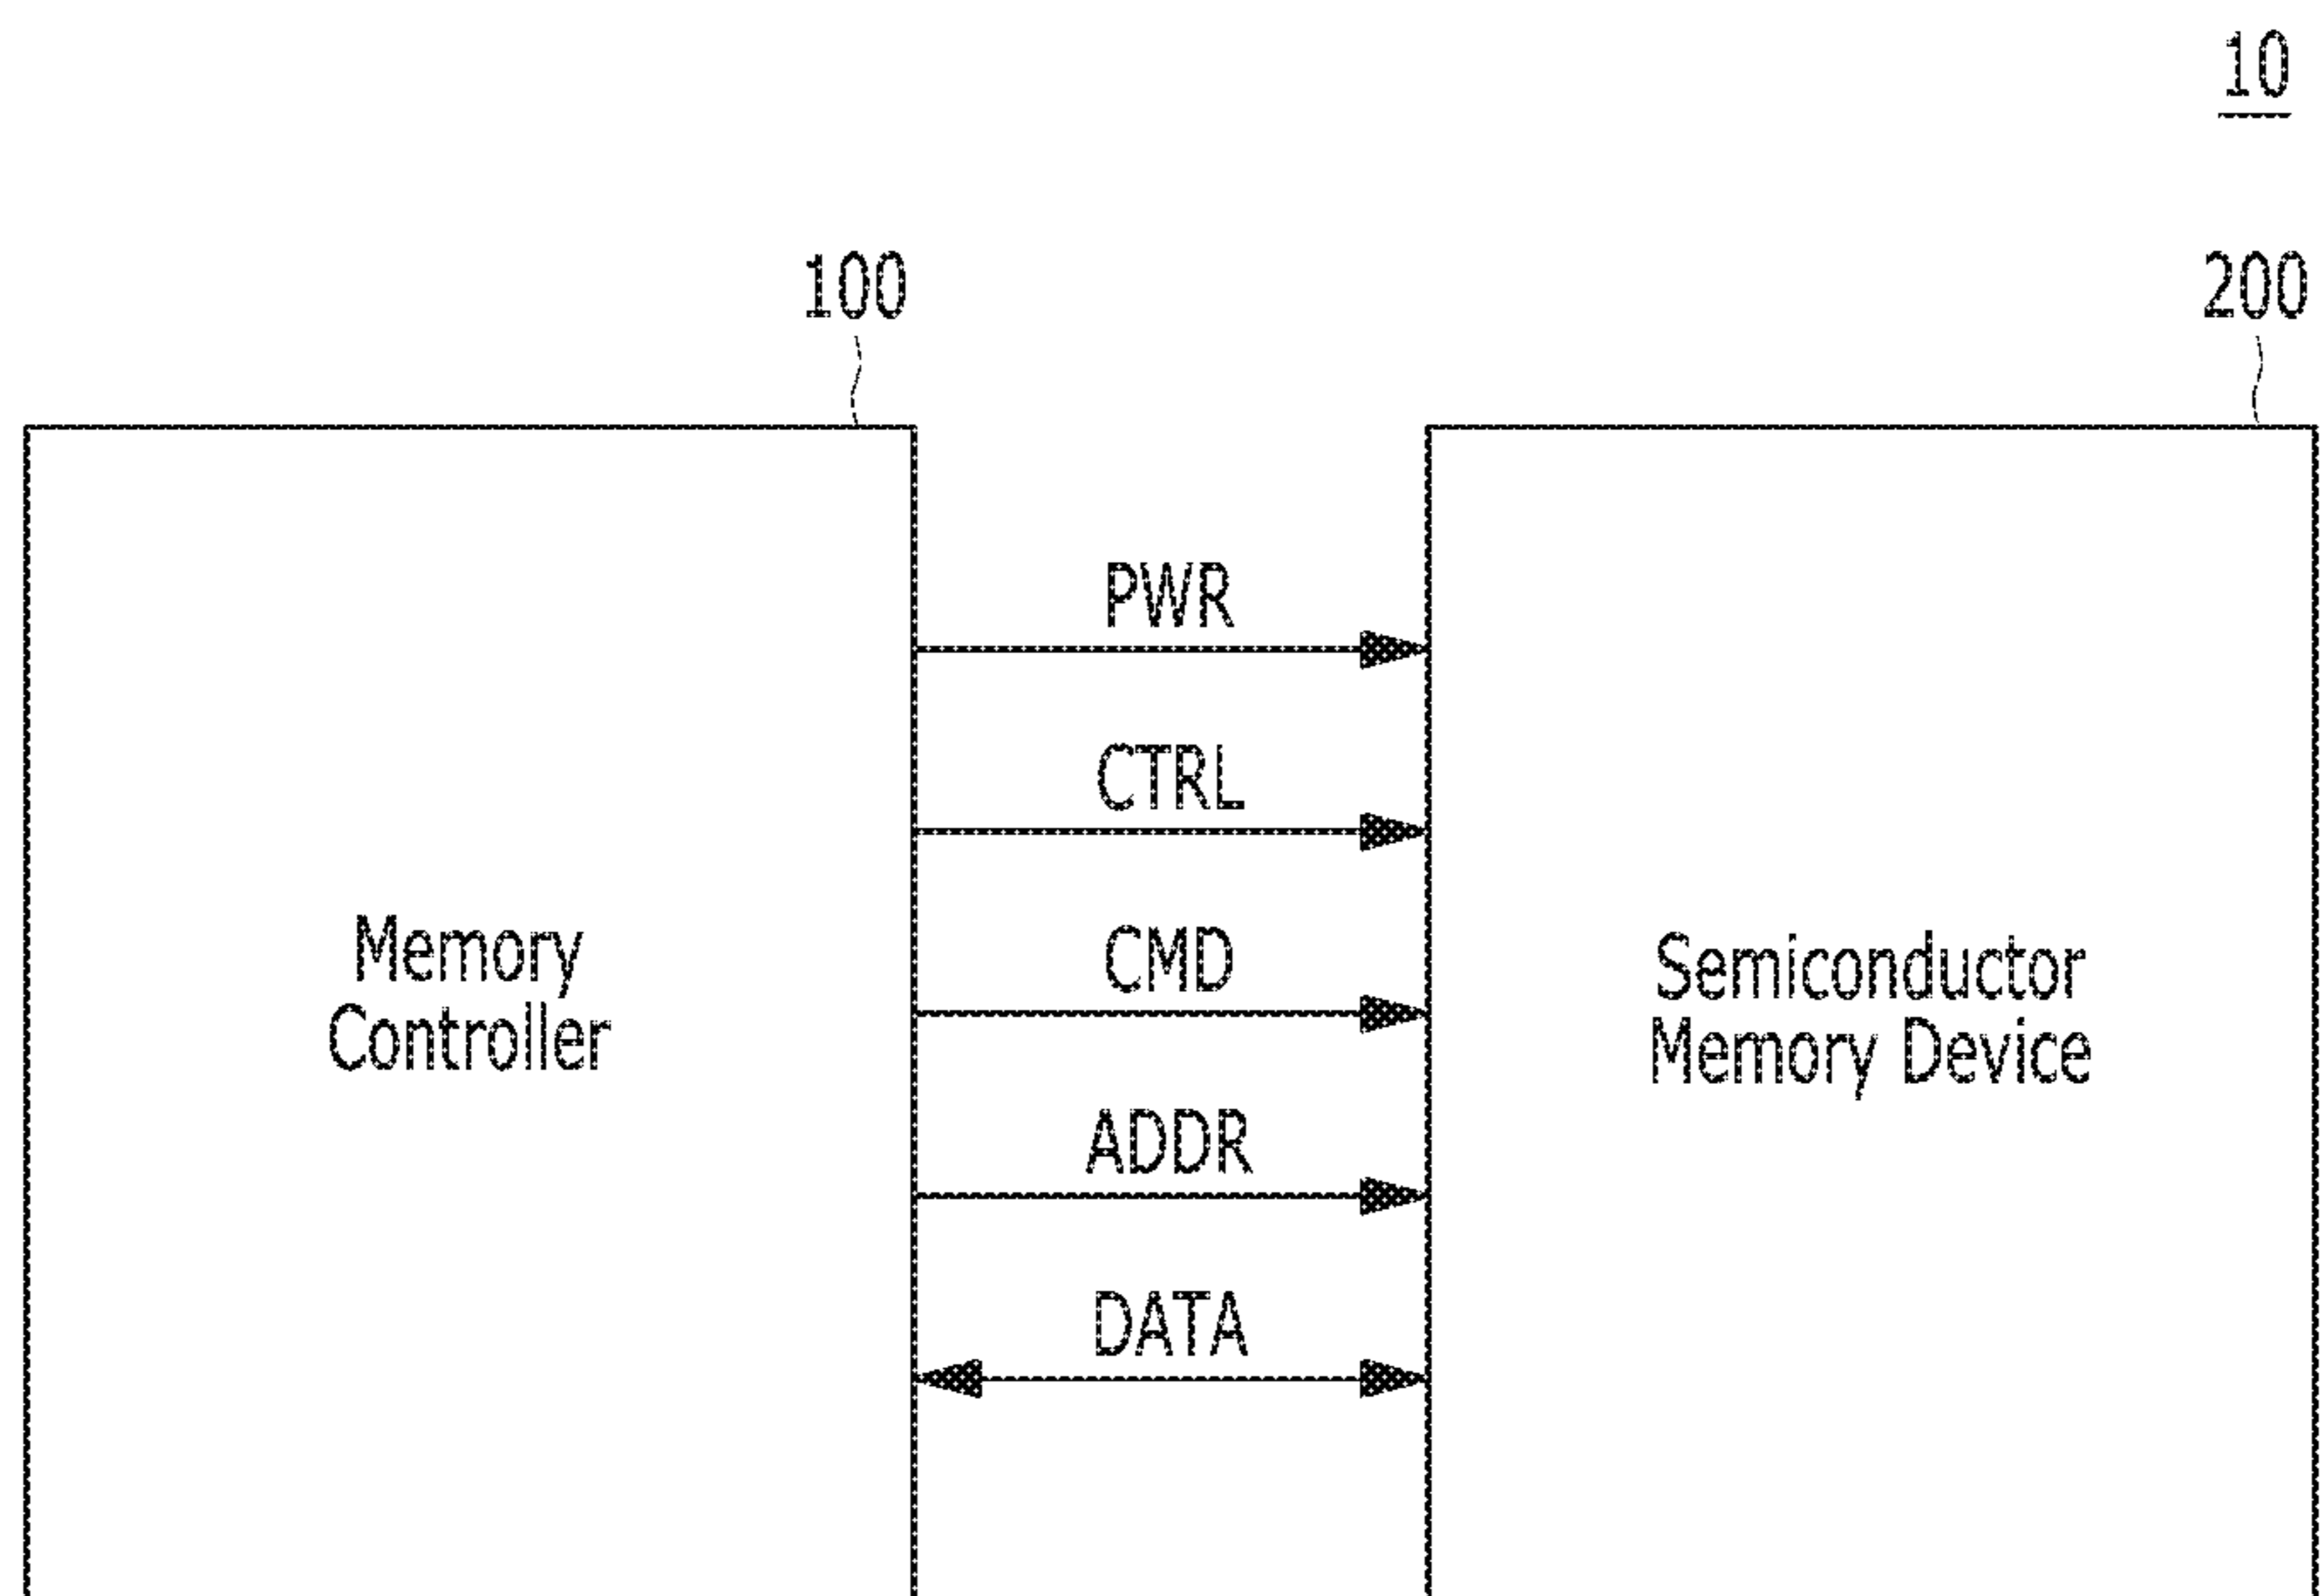 10
100
200
PWR
CTRL
CMD
ADDR
DATA
Memory
Controller
Semiconductor
Memory Device